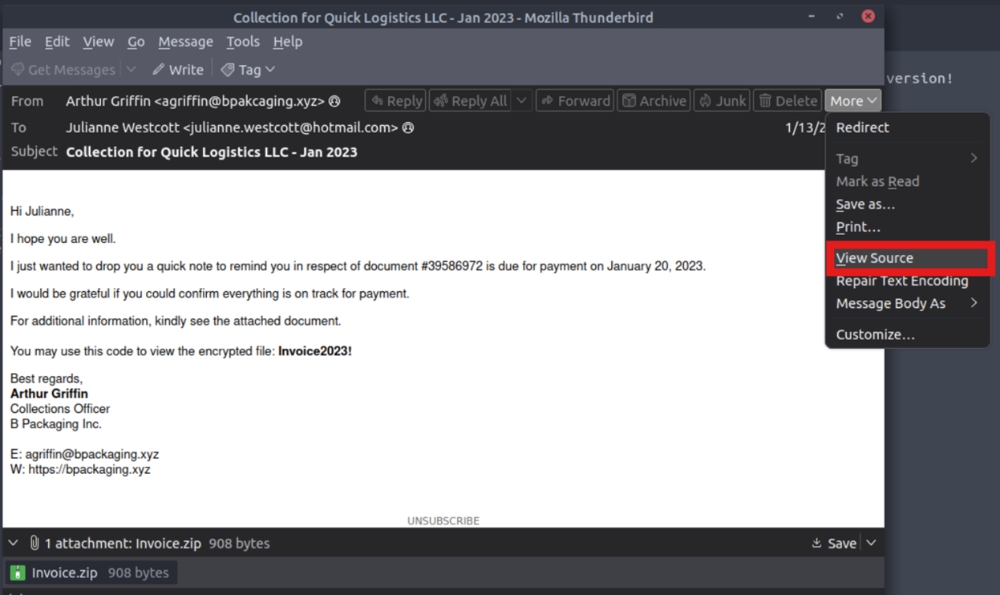 Collection for Quick Logistics LLC - Jan 2023 - Mozilla Thunderbird
File Edit View Go Message Tools Help
Get Messages Write Tag
version!
From Arthur Griffin <agriffin@bpakcaging.xyz> Reply Reply All Forward Archive Junk Delete More
To Julianne Westcott <julianne.westcott@hotmail.com> 1/13/2
Subject Collection for Quick Logistics LLC - Jan 2023
Redirect
Tag
Mark as Read
Save as...
Print...
View Source
Repair Text Encoding
Message Body As
Customize...
Hi Julianne,
I hope you are well.
I just wanted to drop you a quick note to remind you in respect of document #39586972 is due for payment on January 20, 2023.
I would be grateful if you could confirm everything is on track for payment.
For additional information, kindly see the attached document.
You may use this code to view the encrypted file: Invoice2023!
Best regards,
Arthur Griffin
Collections Officer
B Packaging Inc.
E: agriffin@bpackaging.xyz
W: https://bpackaging.xyz
UNSUBSCRIBE
1 attachment: Invoice.zip 908 bytes Save
Invoice.zip 908 bytes